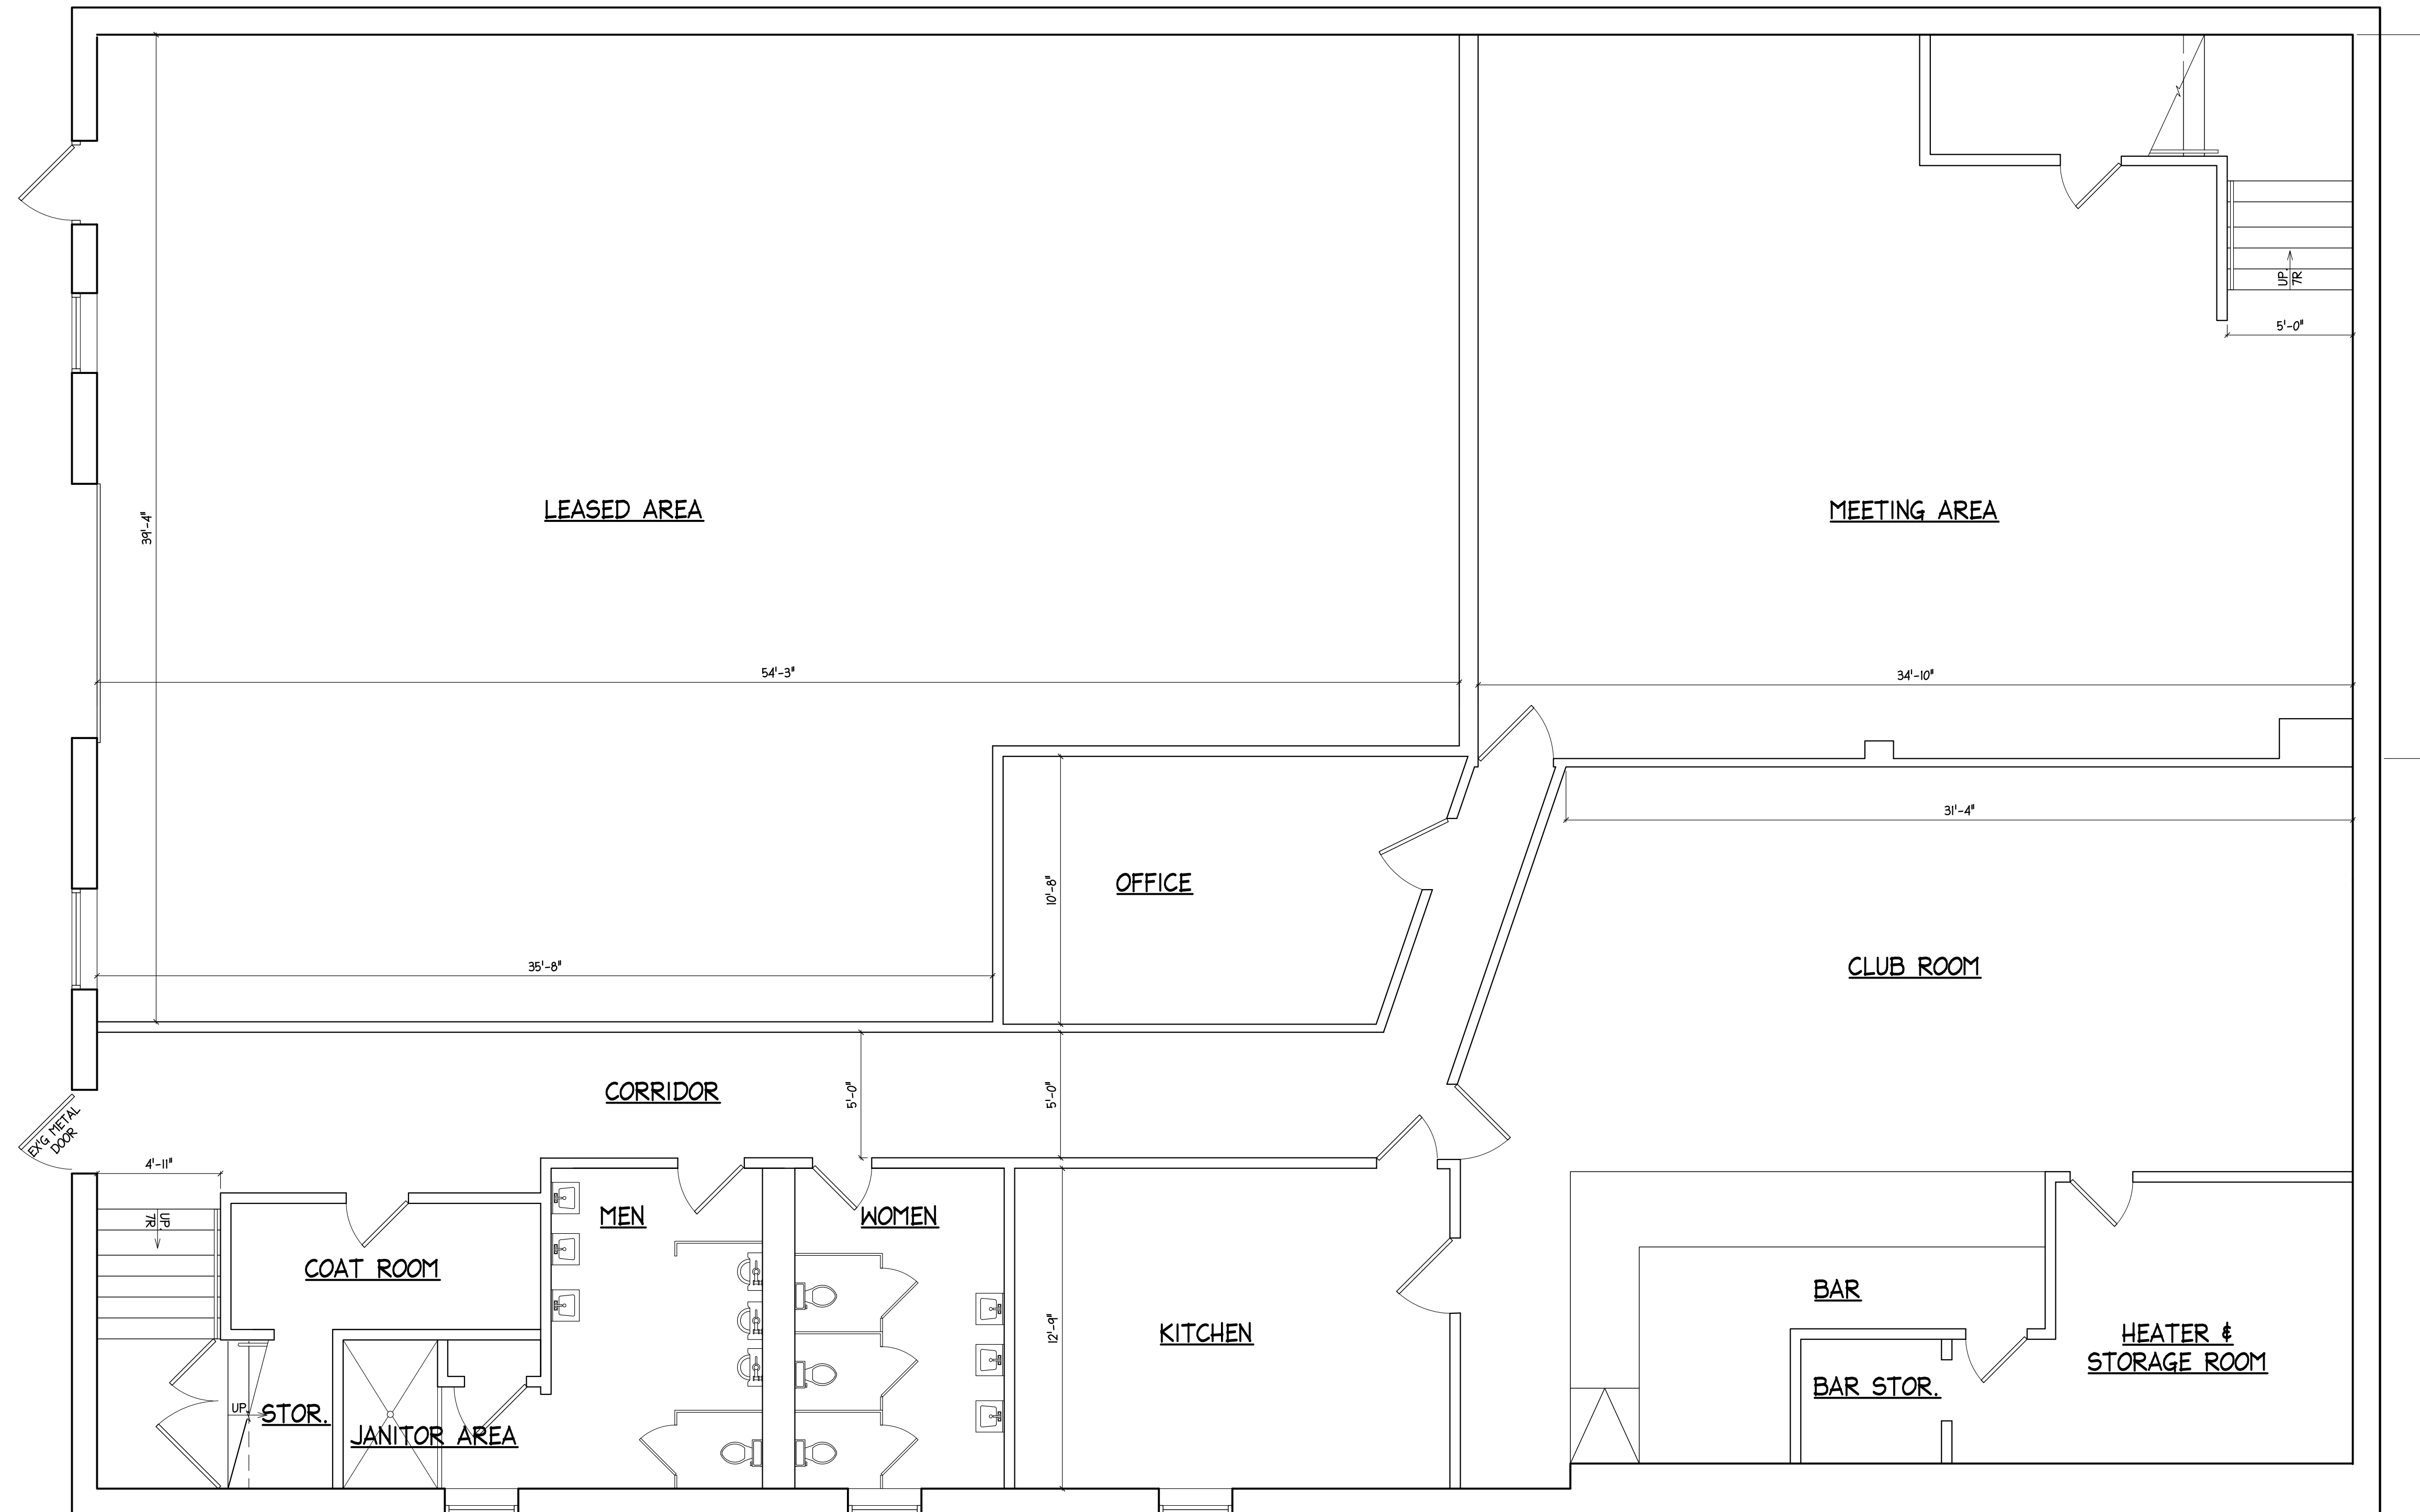 UP.
7R
5'-0"
LEASED AREA
MEETING AREA
39'-4"
54'-3"
34'-10"
31'-4"
OFFICE
10'-8"
35'-8"
CLUB ROOM
CORRIDOR
5'-0"
5'-0"
EX'G METAL
DOOR
4'-11"
UP.
7R
MEN
WOMEN
COAT ROOM
BAR
KITCHEN
12'-9"
HEATER &
STORAGE ROOM
BAR STOR.
UP.
STOR.
JANITOR AREA